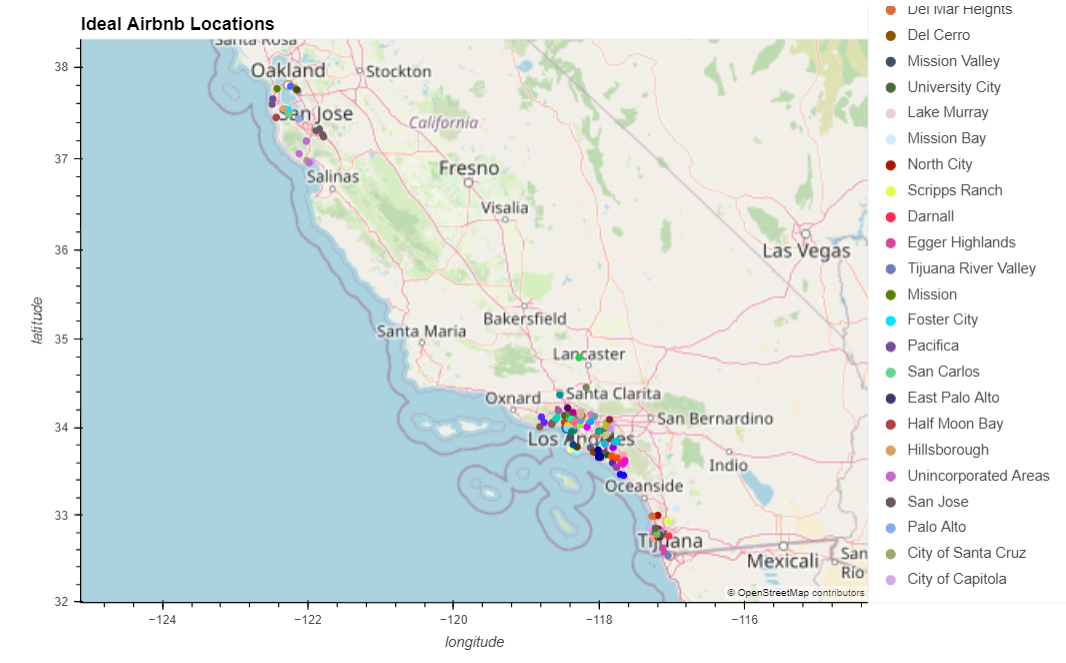 Ideal Airbnb Locations
Del Mar Heights
Santa Rosa
Del Cerro
38
Oakland
Stockton
Mission Valley
University City
San Jose
California
Lake Murray
Mission Bay
37
Fresno
North City
Salinas
Scripps Ranch
Visalia
Darnall
36
Las Vegas
Egger Highlands
Tijuana River Valley
Mission
Bakersfield
Foster City
latitude
Santa Maria
35
Pacifica
Lancaster
San Carlos
Oxnard
Santa Clarita
East Palo Alto
34
San Bernardino
Half Moon Bay
Los Angeles
Hillsborough
Indio
Unincorporated Areas
Oceanside
San Jose
33
Palo Alto
Tijuana
Mexicali
San
Río
City of Santa Cruz
City of Capitola
© OpenStreetMap contributors
32
−124
−122
−120
−118
−116
longitude